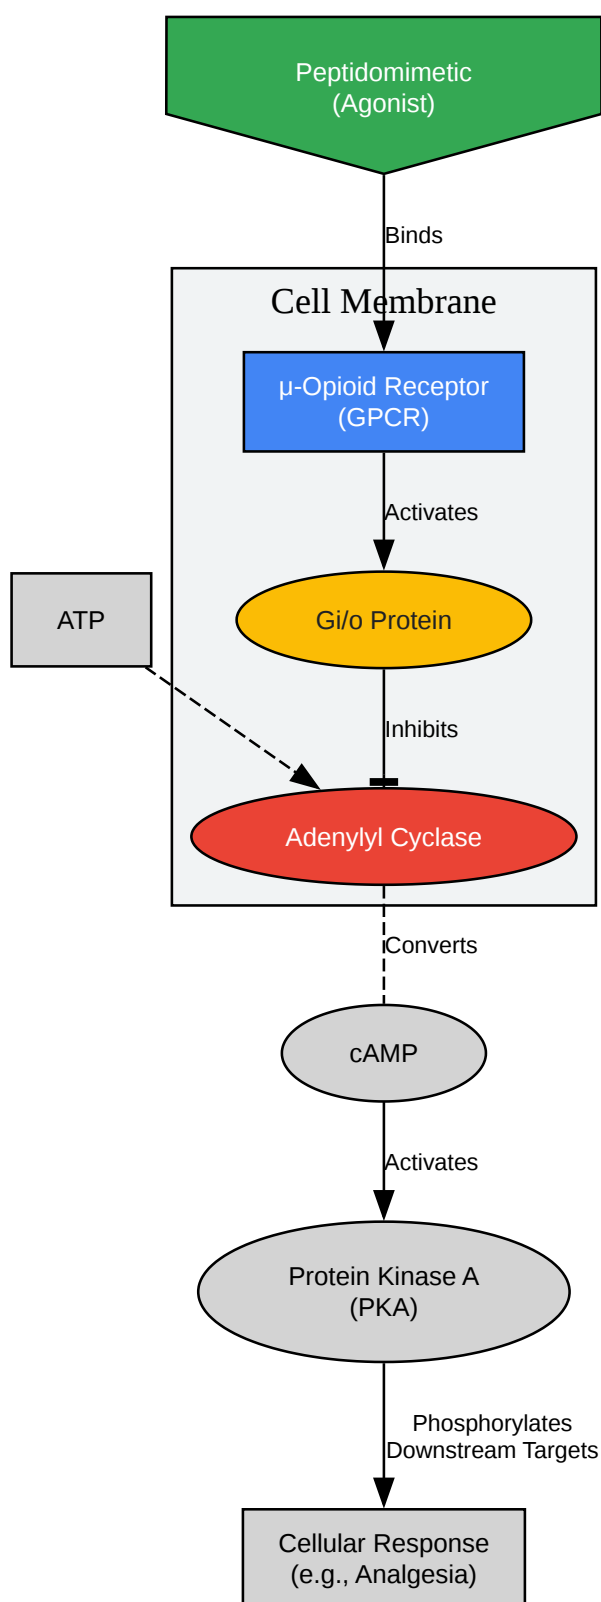 Peptidomimetic
(Agonist)
Binds
Cell Membrane
μ-Opioid Receptor
(GPCR)
Activates
ATP
Gi/o Protein
Inhibits
Adenylyl Cyclase
Converts
cAMP
Activates
Protein Kinase A
(PKA)
Phosphorylates
Downstream Targets
Cellular Response
(e.g., Analgesia)